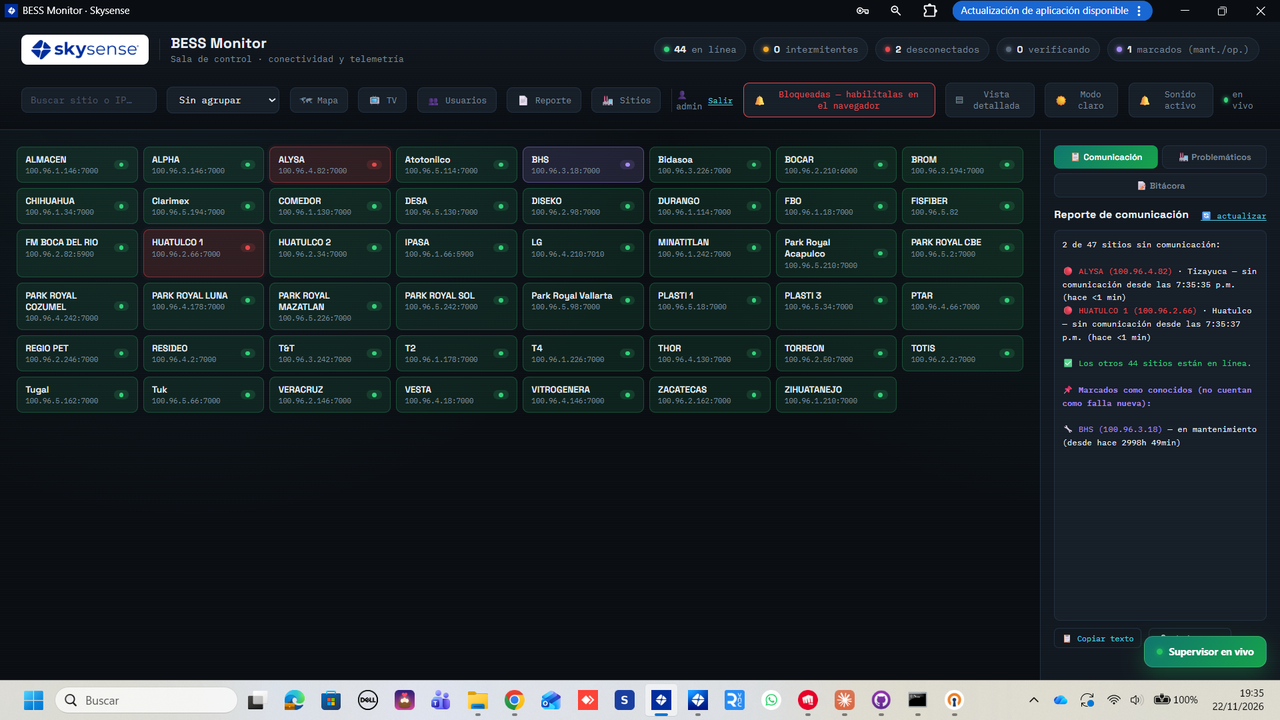 BESS Monitor · Skysense
Actualización de aplicación disponible
skysense
BESS Monitor
Sala de control · conectividad y telemetría
44 en línea
0 intermitentes
2 desconectados
0 verificando
1 marcados (mant./op.)
Buscar sitio o IP…
Sin agrupar
Mapa
TV
Usuarios
Reporte
Sitios
admin
Salir
Bloqueadas — habilítalas en
el navegador
Vista
detallada
Modo
claro
Sonido
activo
en
vivo
ALMACEN
100.96.1.146:7000
ALPHA
100.96.3.146:7000
ALYSA
100.96.4.82:7000
Atotonilco
100.96.5.114:7000
BHS
100.96.3.18:7000
Bidasoa
100.96.3.226:7000
BOCAR
100.96.2.210:6000
BROM
100.96.3.194:7000
CHIHUAHUA
100.96.1.34:7000
Clarimex
100.96.5.194:7000
COMEDOR
100.96.1.130:7000
DESA
100.96.5.130:7000
DISEKO
100.96.2.98:7000
DURANGO
100.96.1.114:7000
FBO
100.96.1.18:7000
FISFIBER
100.96.5.82
FM BOCA DEL RIO
100.96.2.82:5900
HUATULCO 1
100.96.2.66:7000
HUATULCO 2
100.96.2.34:7000
IPASA
100.96.1.66:5900
LG
100.96.4.210:7010
MINATITLAN
100.96.1.242:7000
Park Royal
Acapulco
100.96.5.210:7000
PARK ROYAL CBE
100.96.5.2:7000
PARK ROYAL
COZUMEL
100.96.4.242:7000
PARK ROYAL LUNA
100.96.4.178:7000
PARK ROYAL
MAZATLAN
100.96.5.226:7000
PARK ROYAL SOL
100.96.5.242:7000
Park Royal Vallarta
100.96.5.98:7000
PLASTI 1
100.96.5.18:7000
PLASTI 3
100.96.5.34:7000
PTAR
100.96.4.66:7000
REGIO PET
100.96.2.246:7000
RESIDEO
100.96.4.2:7000
T&T
100.96.3.242:7000
T2
100.96.1.178:7000
T4
100.96.1.226:7000
THOR
100.96.4.130:7000
TORREON
100.96.2.50:7000
TOTIS
100.96.2.2:7000
Tugal
100.96.5.162:7000
Tuk
100.96.5.66:7000
VERACRUZ
100.96.2.146:7000
VESTA
100.96.4.18:7000
VITROGENERA
100.96.4.146:7000
ZACATECAS
100.96.2.162:7000
ZIHUATANEJO
100.96.1.210:7000
Comunicación
Problemáticos
Bitácora
Reporte de comunicación
actualizar
2 de 47 sitios sin comunicación:
ALYSA (100.96.4.82) · Tizayuca — sin
comunicación desde las 7:35:35 p.m.
(hace <1 min)
HUATULCO 1 (100.96.2.66) · Huatulco
— sin comunicación desde las 7:35:37
p.m. (hace <1 min)
Los otros 44 sitios están en línea.
Marcados como conocidos (no cuentan
como falla nueva):
BHS (100.96.3.18) — en mantenimiento
(desde hace 2998h 49min)
Copiar texto
Supervisor en vivo
Buscar
DELL
S
100%
19:35
22/11/2026